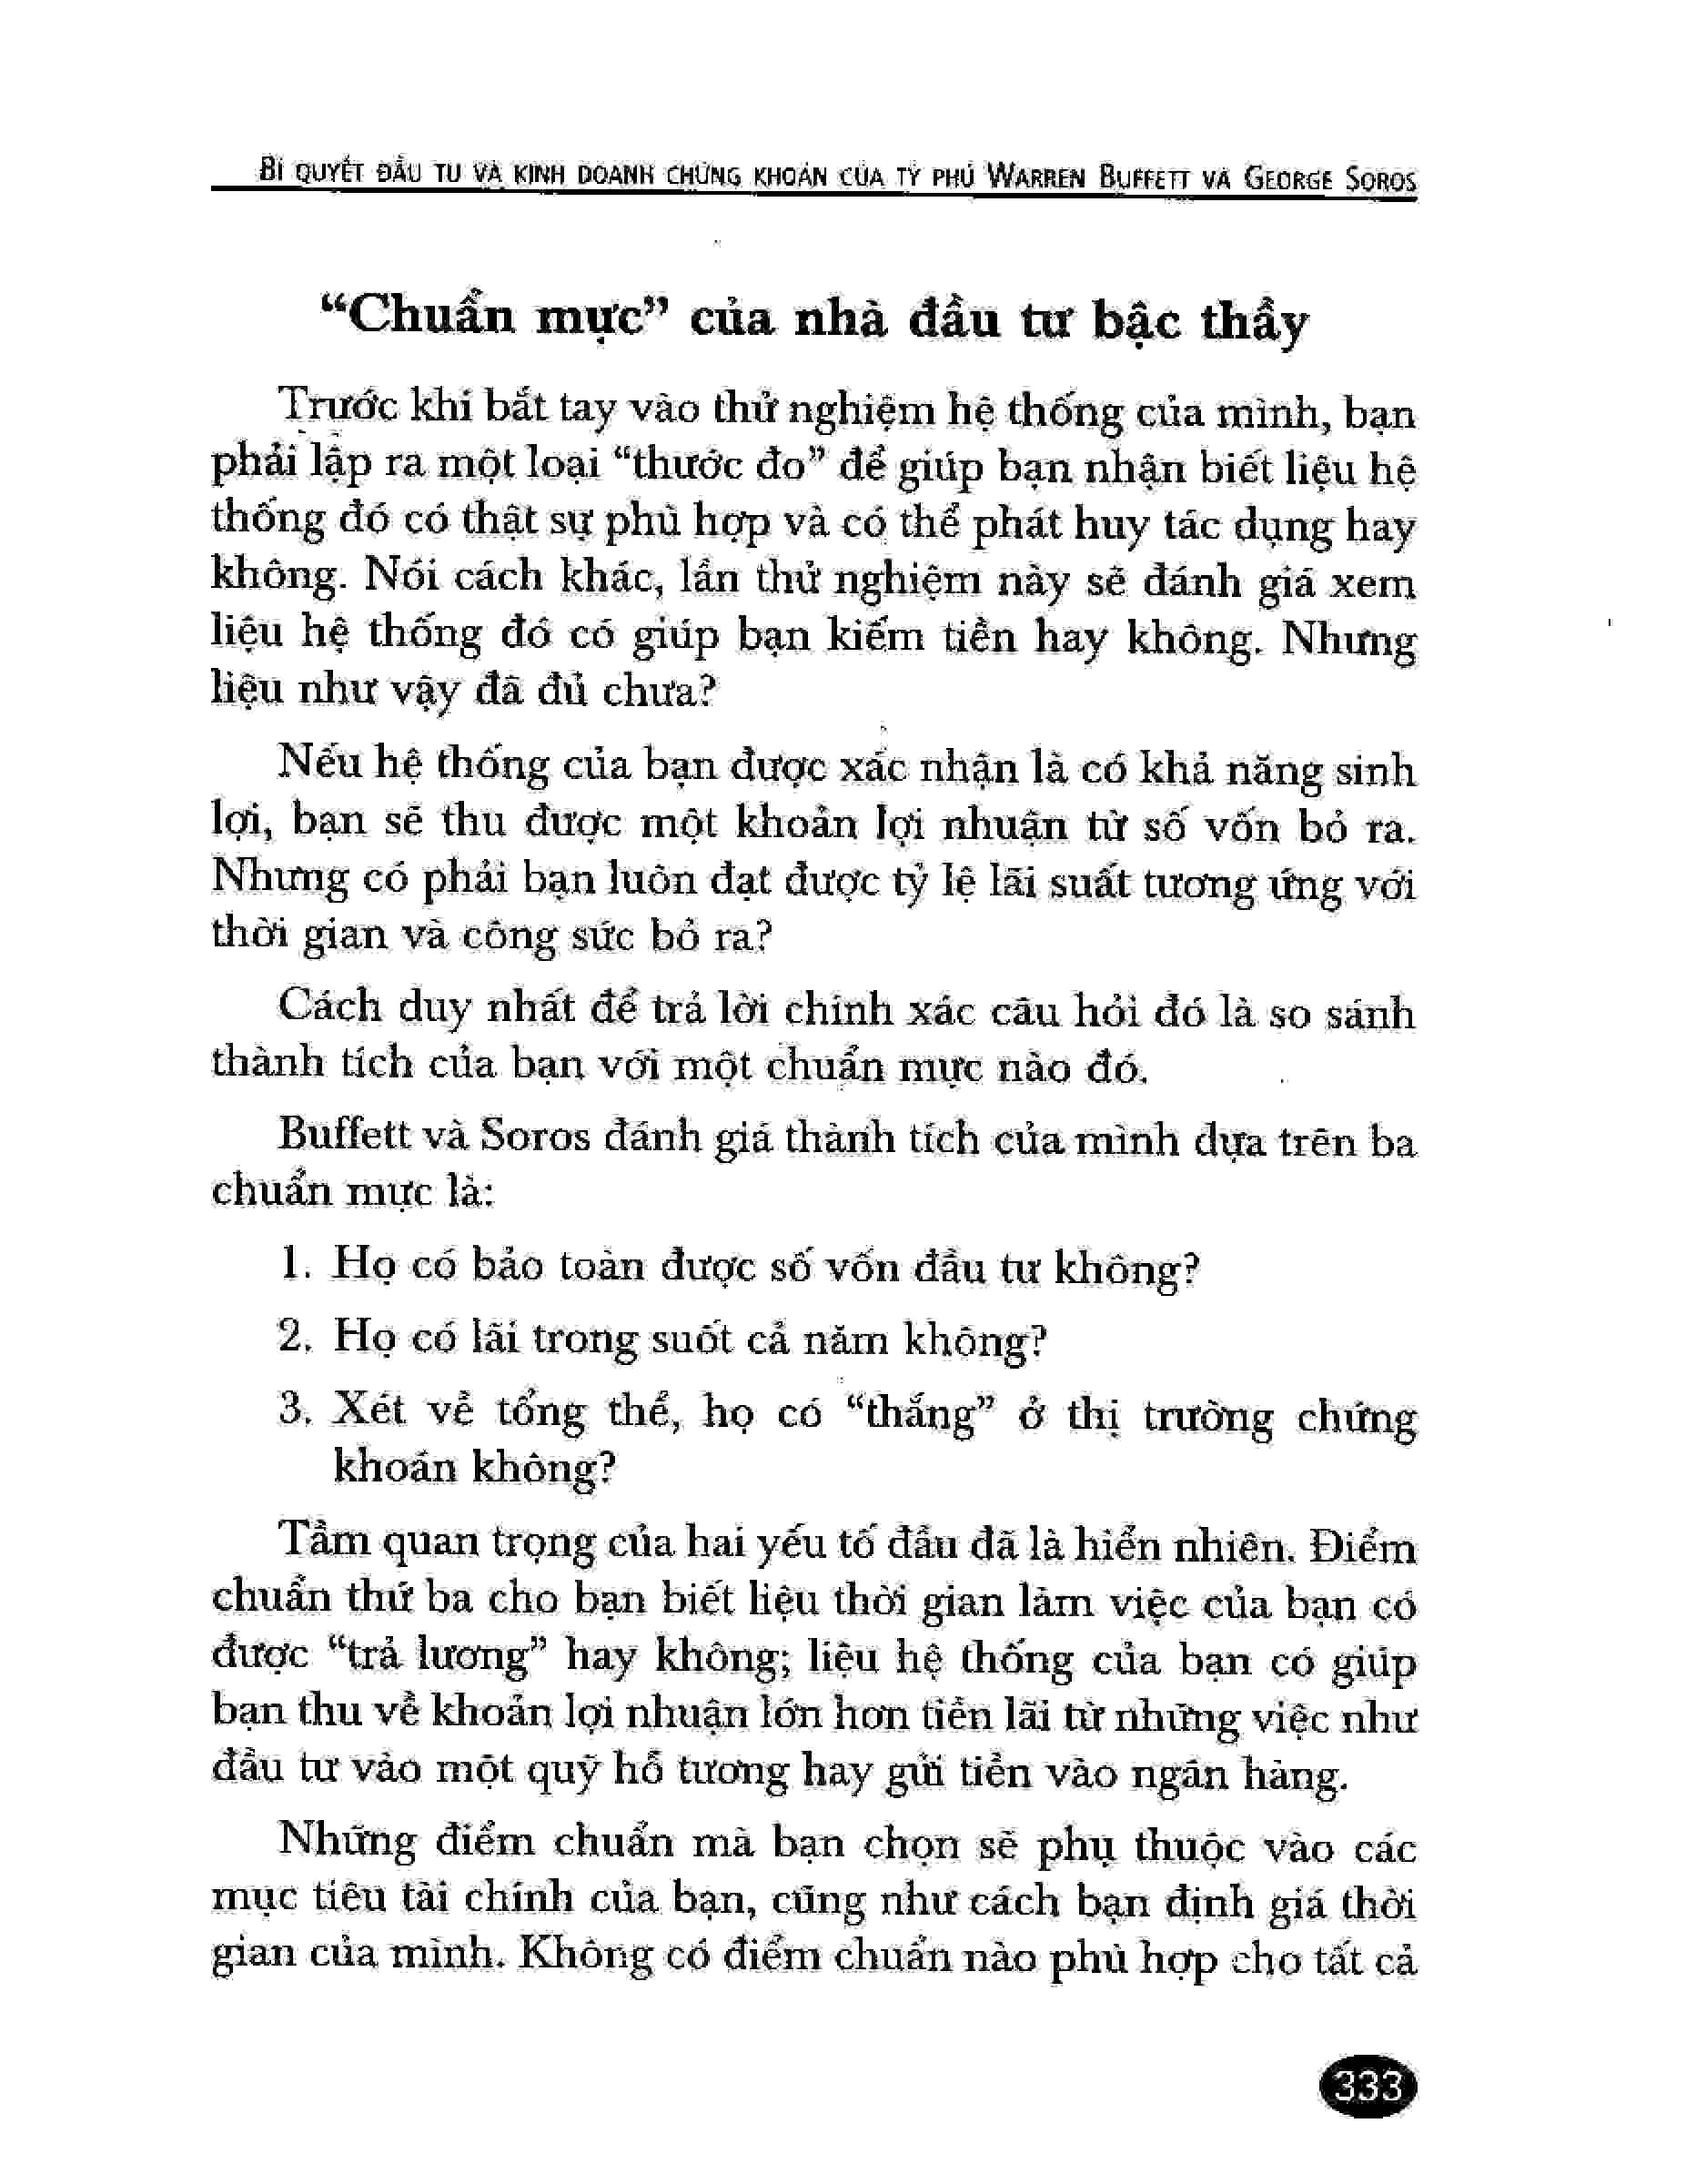 BÍ QUYẾT ĐẦU TƯ VÀ KINH DOANH CHỨNG KHOÁN CỦA TỶ PHÚ WARREN BUFFETT VÀ GEORGE SOROS
“Chuẩn mực” của nhà đầu tư bậc thầy
Trước khi bắt tay vào thử nghiệm hệ thống của mình, bạn
phải lập ra một loại “thước đo” để giúp bạn nhận biết liệu hệ
thống đó có thật sự phù hợp và có thể phát huy tác dụng hay
không. Nói cách khác, lần thử nghiệm này sẽ đánh giá xem
liệu hệ thống đó có giúp bạn kiếm tiền hay không. Nhưng
liệu như vậy đã đủ chưa?
Nếu hệ thống của bạn được xác nhận là có khả năng sinh
lợi, bạn sẽ thu được một khoản lợi nhuận từ số vốn bỏ ra.
Nhưng có phải bạn luôn đạt được tỷ lệ lãi suất tương ứng với
thời gian và công sức bỏ ra?
Cách duy nhất để trả lời chính xác câu hỏi đó là so sánh
thành tích của bạn với một chuẩn mực nào đó.
Buffett và Soros đánh giá thành tích của mình dựa trên ba
chuẩn mực là:
1. Họ có bảo toàn được số vốn đầu tư không?
2. Họ có lãi trong suốt cả năm không?
3. Xét về tổng thể, họ có “thắng” ở thị trường chứng
khoán không?
Tầm quan trọng của hai yếu tố đầu đã là hiển nhiên. Điểm
chuẩn thứ ba cho bạn biết liệu thời gian làm việc của bạn có
được “trả lương” hay không; liệu hệ thống của bạn có giúp
bạn thu về khoản lợi nhuận lớn hơn tiền lãi từ những việc như
đầu tư vào một quỹ hỗ tương hay gửi tiền vào ngân hàng.
Những điểm chuẩn mà bạn chọn sẽ phụ thuộc vào các
mục tiêu tài chính của bạn, cũng như cách bạn định giá thời
gian của mình. Không có điểm chuẩn nào phù hợp cho tất cả
333